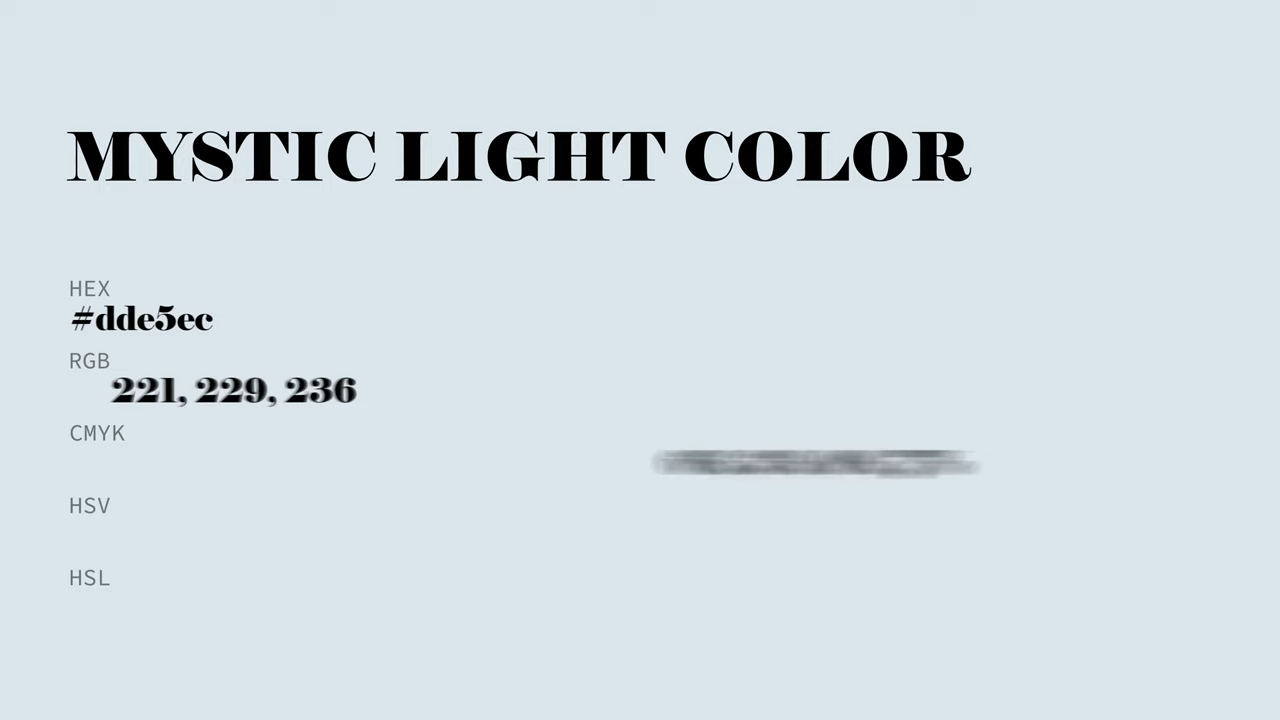 MYSTIC LIGHT COLOR
HEX
#dde5ec
RGB
221, 229, 236
CMYK
HSV
HSL